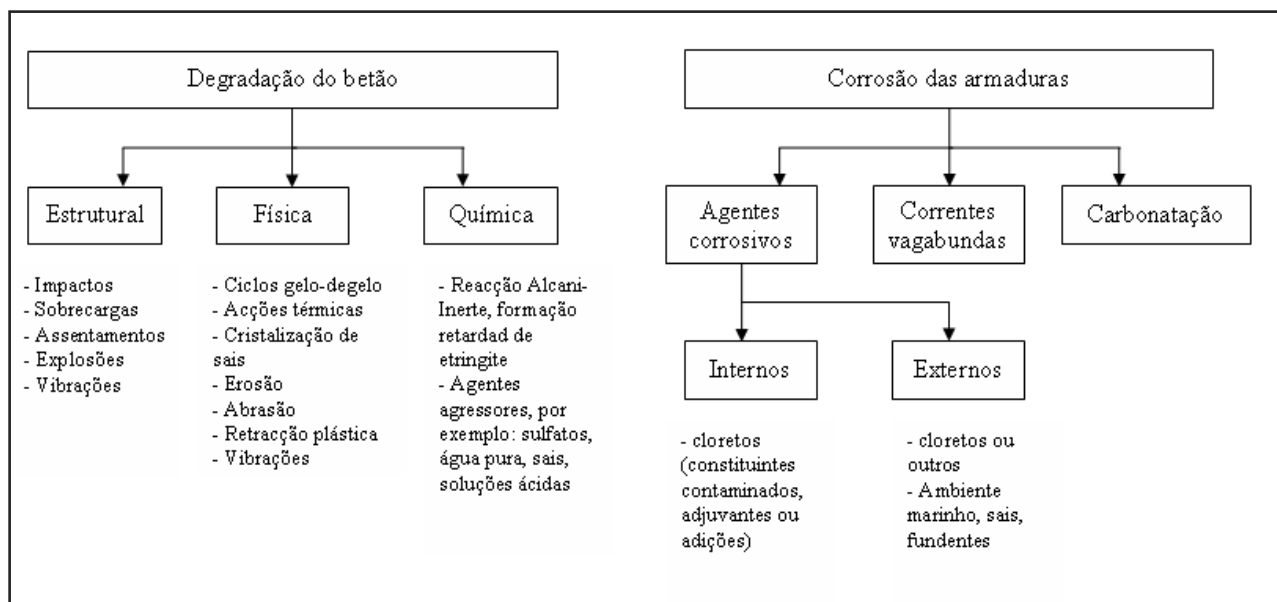 Degradação do betão
Estrutural
- Impactos
- Sobrecargas
- Assentamentos
- Explosões
- Vibrações
Física
- Ciclos gelo-degelo
- Acções térmicas
- Cristalização de
sais
- Erosão
- Abrasão
- Retracção plástica
- Vibrações
Química
- Reacção Alcani-
Inerte, formação
retardad de
etringite
- Agentes
agressores, por
exemplo: sulfatos,
água pura, sais,
soluções ácidas
Corrosão das armaduras
Agentes
corrosivos
Correntes
vagabundas
Carbonatação
Internos
- cloretos
(constituintes
contaminados,
adjuvantes ou
adições)
Externos
- cloretos ou
outros
- Ambiente
marinho, sais,
fundentes